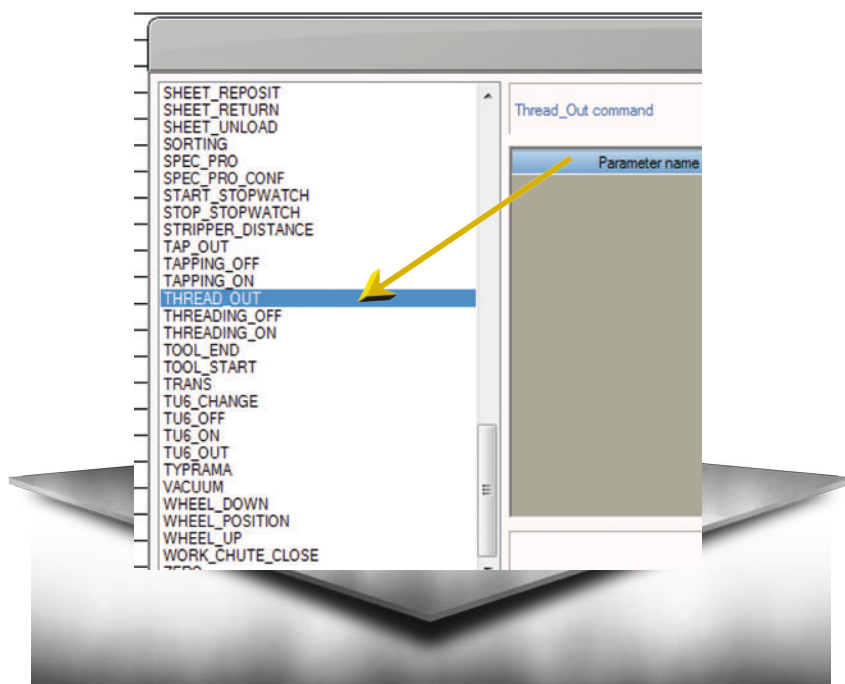 SHEET_REPOSIT
SHEET_RETURN
SHEET_UNLOAD
SORTING
SPEC_PRO
SPEC_PRO_CONF
START_STOPWATCH
STOP_STOPWATCH
STRIPPER_DISTANCE
TAP_OUT
TAPPING_OFF
TAPPING_ON
THREAD_OUT
THREADING_OFF
THREADING_ON
TOOL_END
TOOL_START
TRANS
TU6_CHANGE
TU6_OFF
TU6_ON
TU6_OUT
TYPRAMA
VACUUM
WHEEL_DOWN
WHEEL_POSITION
WHEEL_UP
WORK_CHUTE_CLOSE
Thread_Out command
Parameter name